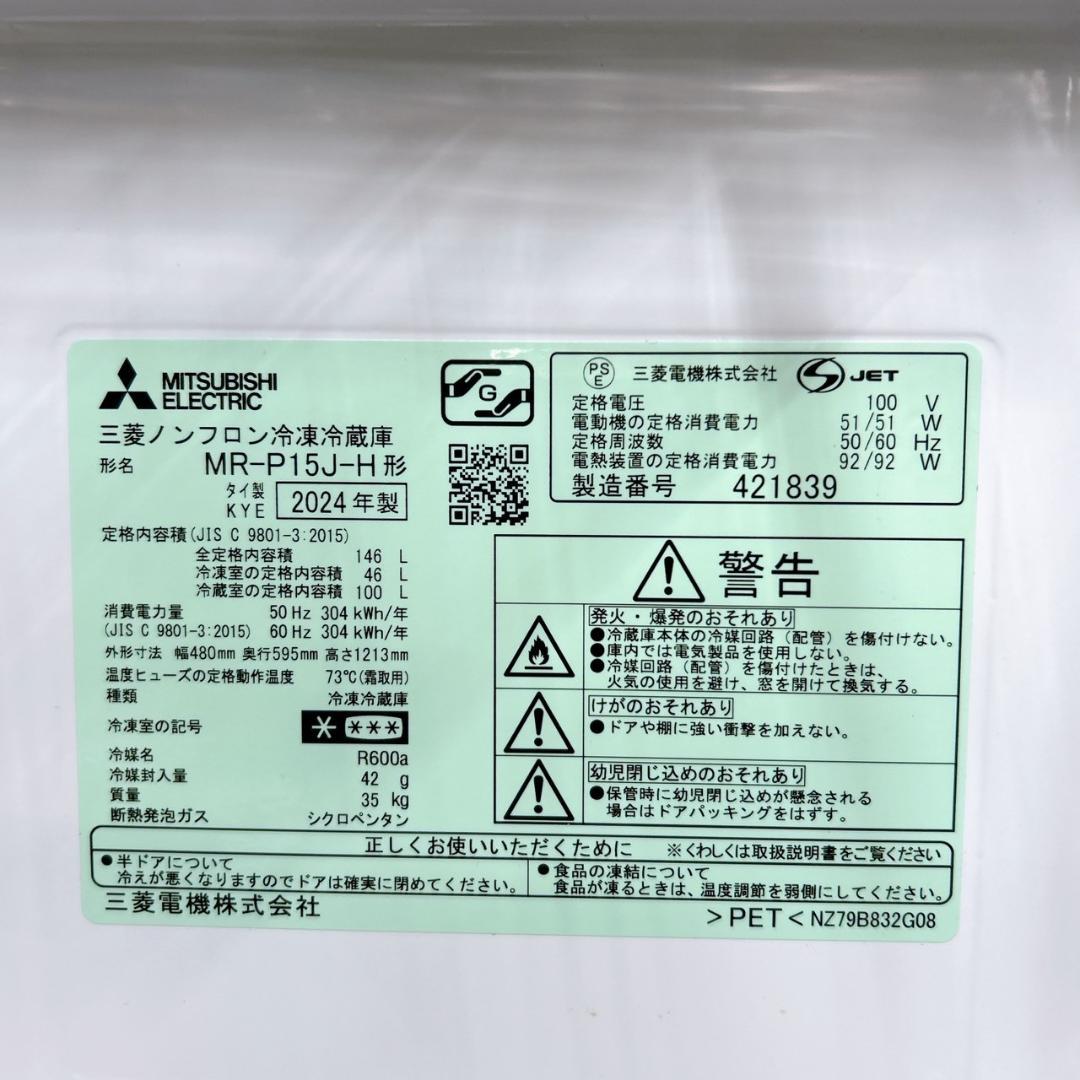 MITSUBISHI
ELECTRIC
三菱ノンフロン冷凍冷蔵庫
形名 MR-P15J-H形
タイ製
KYE 2024年製
G
PS
E 三菱電機株式会社 S JET
定格電圧 100 V
電動機の定格消費電力 51/51 W
定格周波数 50/60 Hz
電熱装置の定格消費電力 92/92 W
製造番号 421839
定格内容積(JIS C 9801-3:2015)
全定格内容積 146 L
冷凍室の定格内容積 46 L
冷蔵室の定格内容積 100 L
消費電力量 50 Hz 304 kWh/年
(JIS C 9801-3:2015) 60 Hz 304 kWh/年
外形寸法 幅480mm 奥行595mm 高さ1213mm
温度ヒューズの定格動作温度 73℃(霜取用)
種類 冷凍冷蔵庫
冷凍室の記号 * ***
冷媒名 R600a
冷媒封入量 42 g
質量 35 kg
断熱発泡ガス シクロペンタン
警告
発火・爆発のおそれあり
●冷蔵庫本体の冷媒回路(配管)を傷付けない。
●庫内では電気製品を使用しない。
●冷媒回路(配管)を傷付けたときは、
火気の使用を避け、窓を開けて換気する。
けがのおそれあり
●ドアや棚に強い衝撃を加えない。
幼児閉じ込めのおそれあり
●保管時に幼児閉じ込めが懸念される
場合はドアパッキングをはずす。
正しくお使いいただくために ※くわしくは取扱説明書をご覧ください
●半ドアについて
冷えが悪くなりますのでドアは確実に閉めてください。
●食品の凍結について
食品が凍るときは、温度調節を弱側にしてください。
三菱電機株式会社
>PET< NZ79B832G08